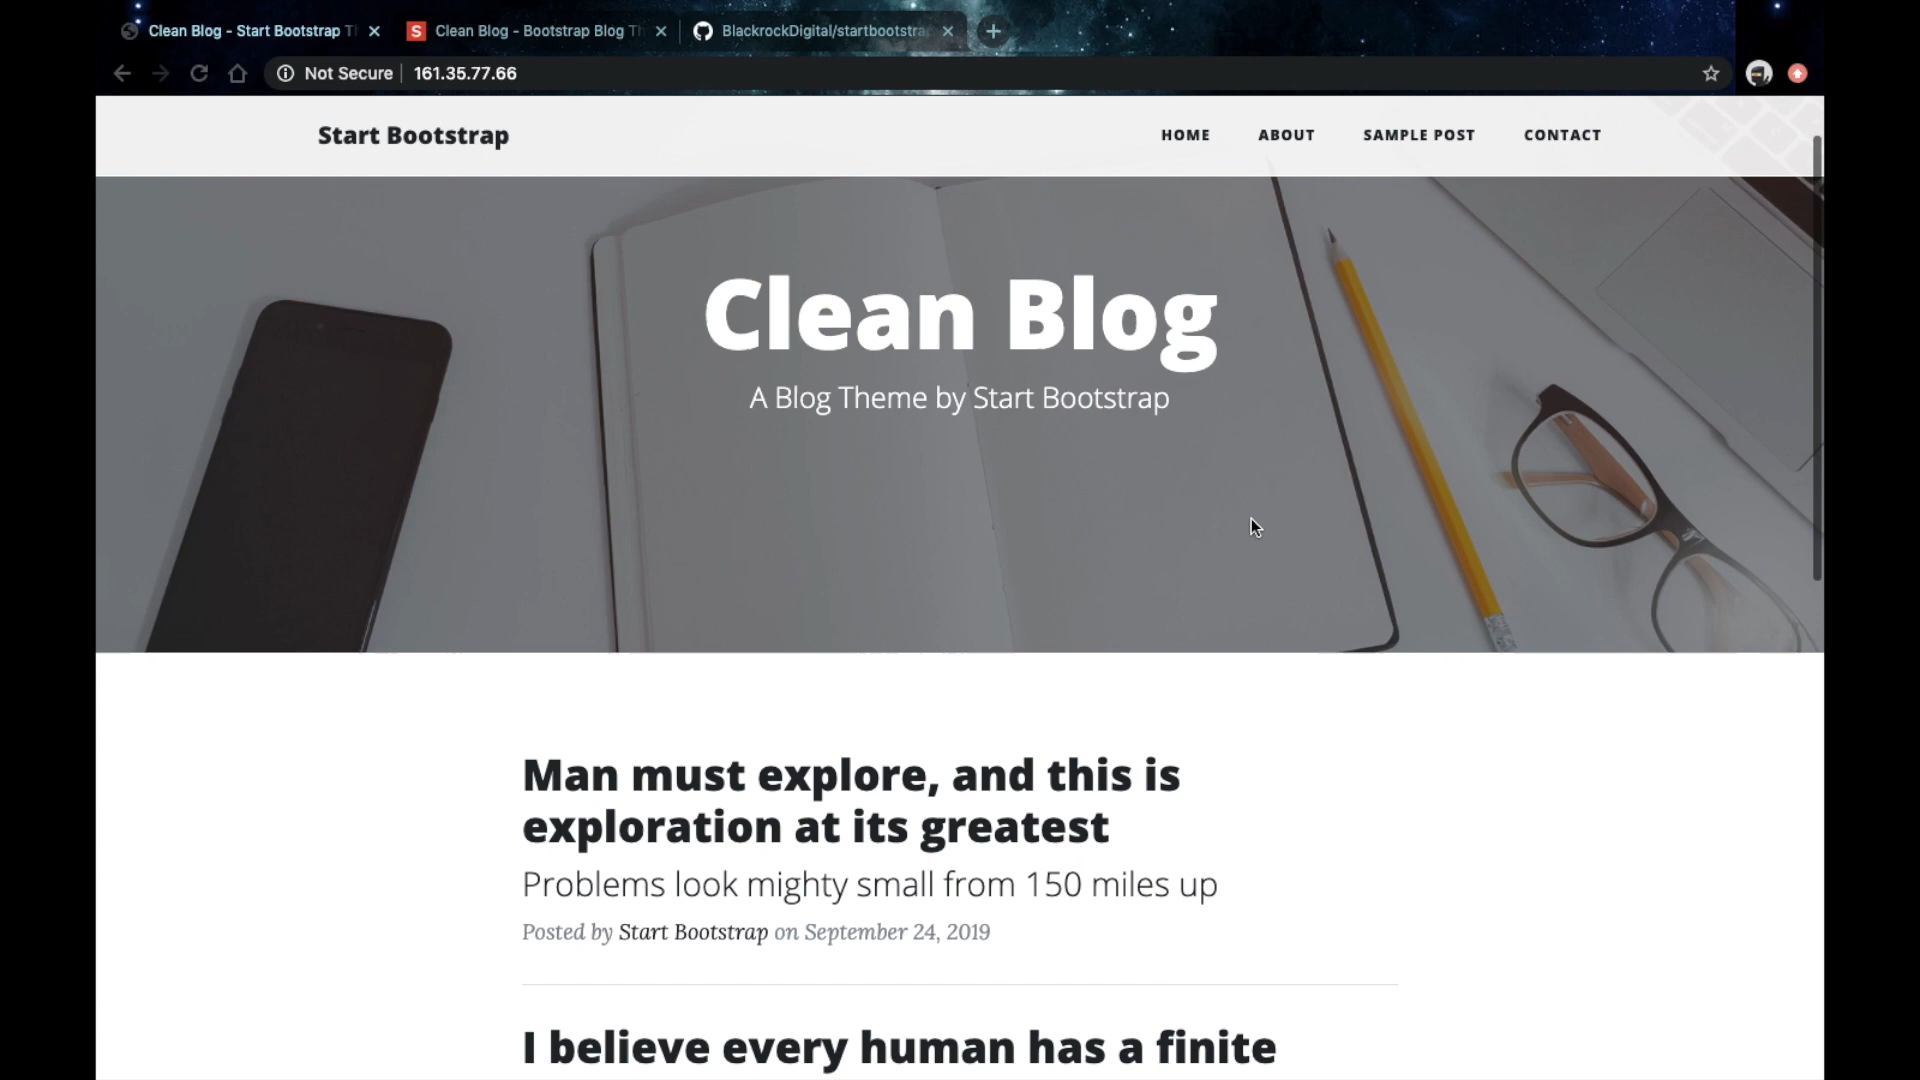 Clean Blog - Start Bootstrap T
Clean Blog - Bootstrap Blog Th
BlackrockDigital/startbootstra
Not Secure
161.35.77.66
Start Bootstrap
HOME
ABOUT
SAMPLE POST
CONTACT
Clean Blog
A Blog Theme by Start Bootstrap
Man must explore, and this is
exploration at its greatest
Problems look mighty small from 150 miles up
Posted by Start Bootstrap on September 24, 2019
I believe every human has a finite